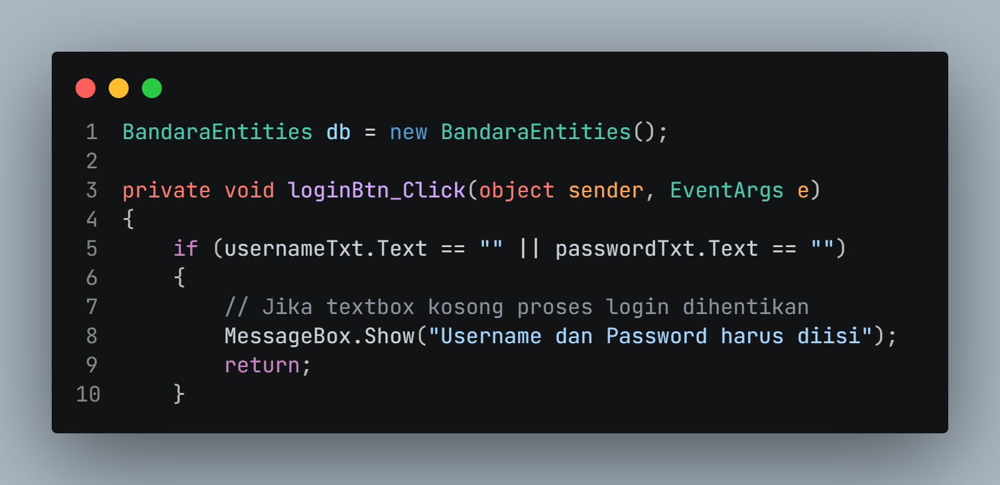 1 BandaraEntities db = new BandaraEntities();
2
3 private void loginBtn_Click(object sender, EventArgs e)
4 {
5     if (usernameTxt.Text == "" || passwordTxt.Text == "")
6     {
7         // Jika textbox kosong proses login dihentikan
8         MessageBox.Show("Username dan Password harus diisi");
9         return;
10     }